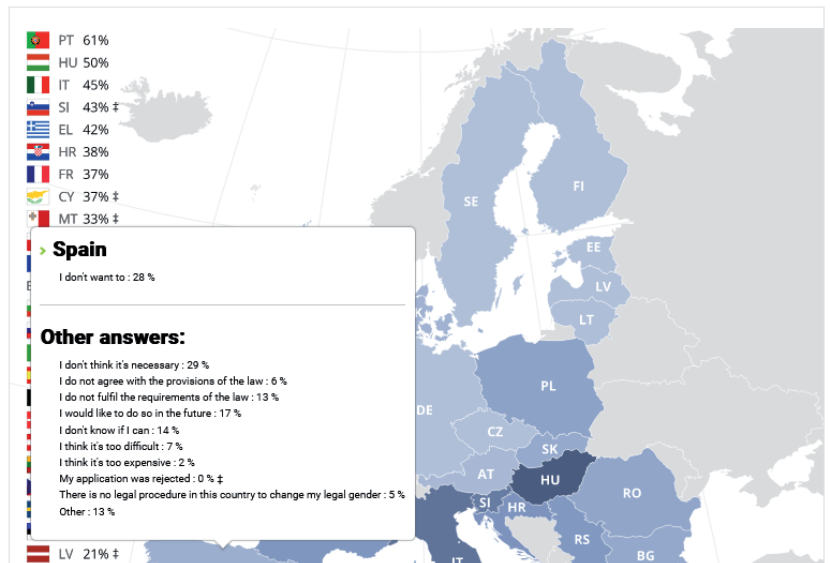 PT 61%
HU 50%
IT 45%
SI 43% ‡
EL 42%
HR 38%
FR 37%
CY 37% ‡
MT 33% ‡
› Spain
I don't want to : 28 %
Other answers:
I don't think it's necessary : 29 %
I do not agree with the provisions of the law : 6 %
I do not fulfil the requirements of the law : 13 %
I would like to do so in the future : 17 %
I don't know if I can : 14 %
I think it's too difficult : 7 %
I think it's too expensive : 2 %
My application was rejected : 0 % ‡
There is no legal procedure in this country to change my legal gender : 5 %
Other : 13 %
LV 21% ‡
SE
FI
EE
LV
LT
PL
DE
CZ
SK
AT
HU
SI
HR
RO
RS
BG
IT